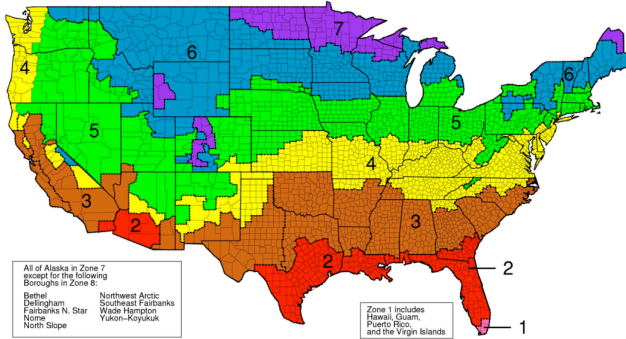 7
6
6
4
5
5
4
3
3
2
2
2
1
All of Alaska in Zone 7
except for the following
Boroughs in Zone 8:
Bethel
Dellingham
Fairbanks N. Star
Nome
North Slope
Northwest Arctic
Southeast Fairbanks
Wade Hampton
Yukon-Koyukuk
Zone 1 includes
Hawaii, Guam,
Puerto Rico,
and the Virgin Islands